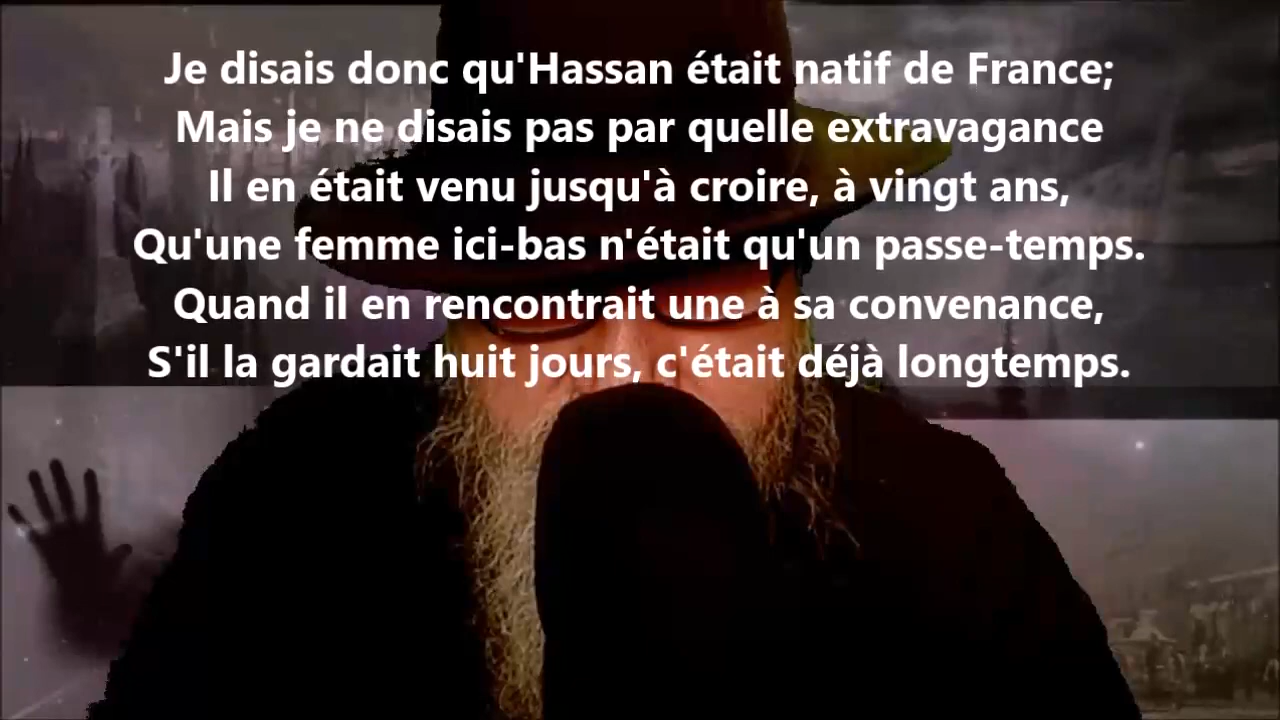 Je disais donc qu'Hassan était natif de France;
Mais je ne disais pas par quelle extravagance
Il en était venu jusqu'à croire, à vingt ans,
Qu'une femme ici-bas n'était qu'un passe-temps.
Quand il en rencontrait une à sa convenance,
S'il la gardait huit jours, c'était déjà longtemps.